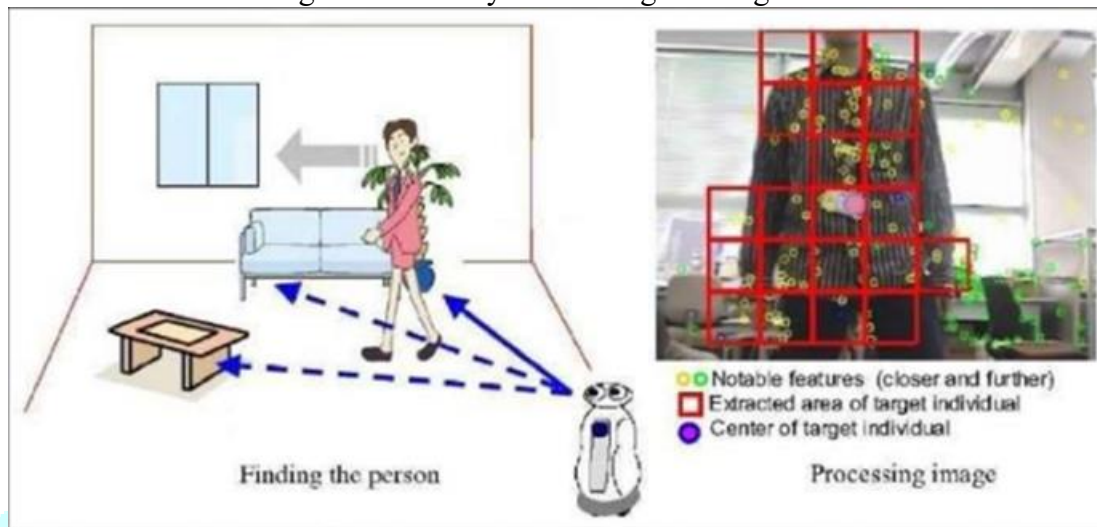 Notable features (closer and further)
Extracted area of target individual
Center of target individual
Finding the person
Processing image